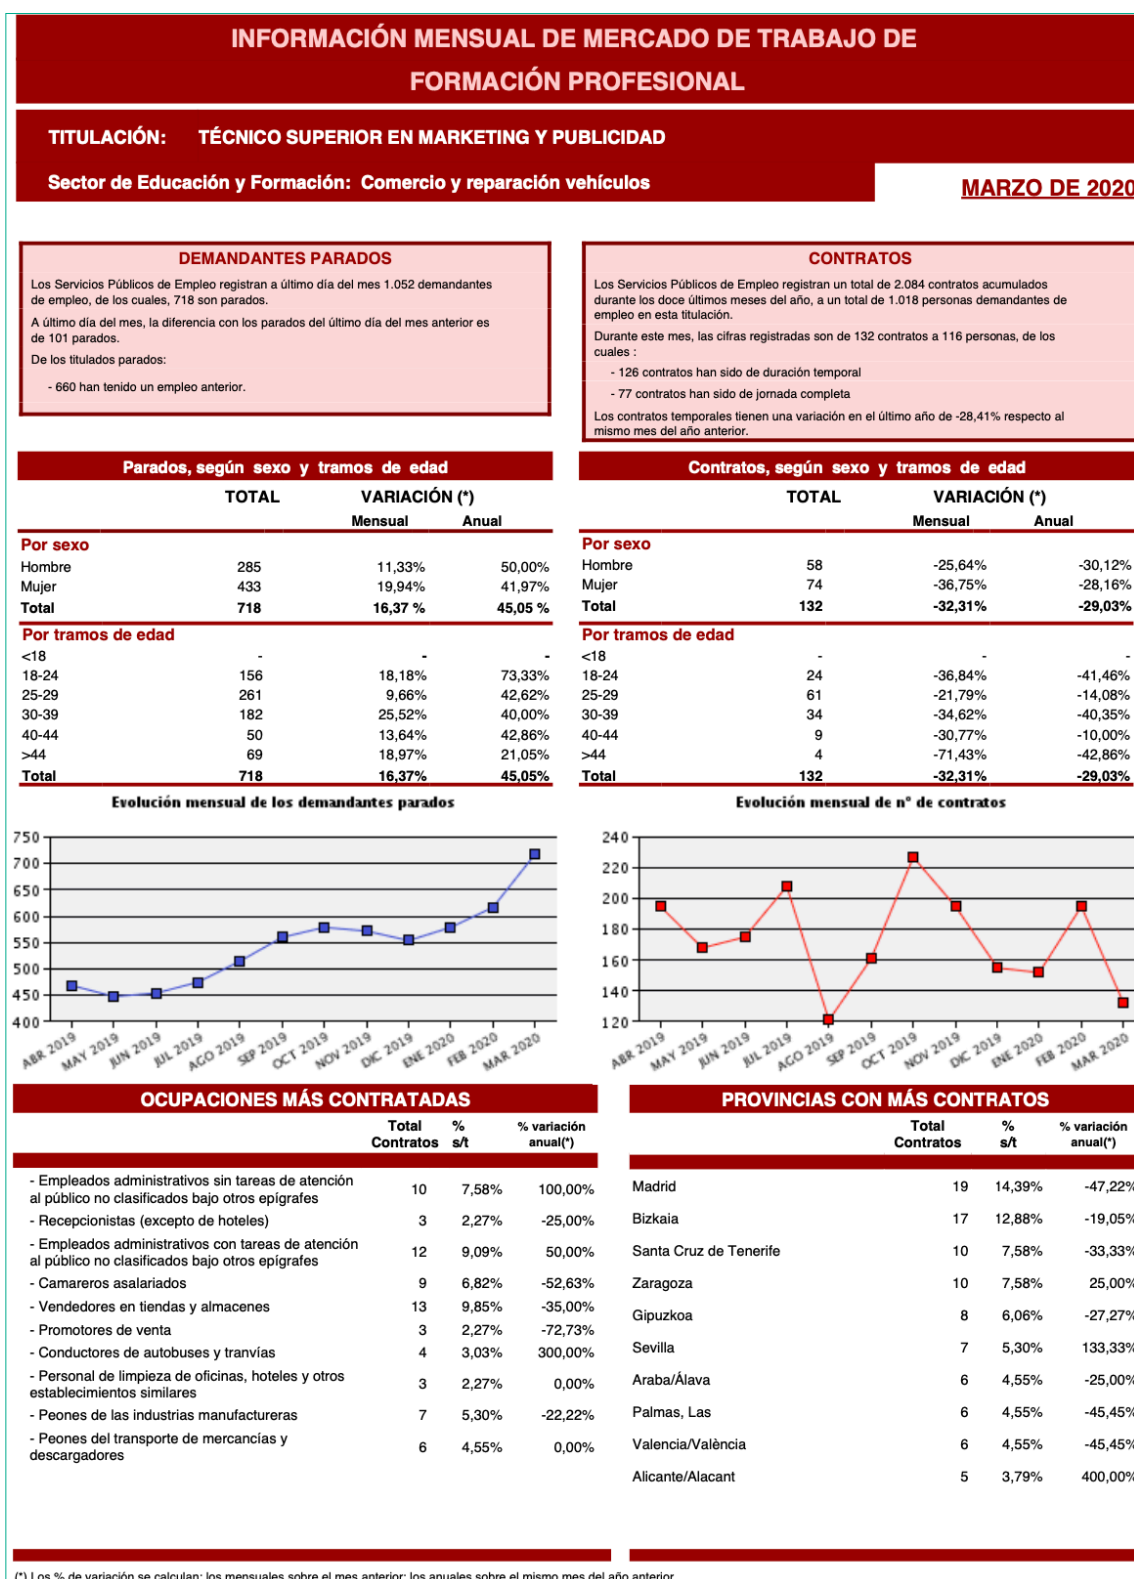 INFORMACIÓN MENSUAL DE MERCADO DE TRABAJO DE
FORMACIÓN PROFESIONAL
TITULACIÓN: TÉCNICO SUPERIOR EN MARKETING Y PUBLICIDAD
Sector de Educación y Formación: Comercio y reparación vehículos
MARZO DE 2020
DEMANDANTES PARADOS
Los Servicios Públicos de Empleo registran a último día del mes 1.052 demandantes
de empleo, de los cuales, 718 son parados.
A último día del mes, la diferencia con los parados del último día del mes anterior es
de 101 parados.
De los titulados parados:
- 660 han tenido un empleo anterior.
CONTRATOS
Los Servicios Públicos de Empleo registran un total de 2.084 contratos acumulados
durante los doce últimos meses del año, a un total de 1.018 personas demandantes de
empleo en esta titulación.
Durante este mes, las cifras registradas son de 132 contratos a 116 personas, de los
cuales :
- 126 contratos han sido de duración temporal
- 77 contratos han sido de jornada completa
Los contratos temporales tienen una variación en el último año de -28,41% respecto al
mismo mes del año anterior.
Parados, según sexo y tramos de edad
TOTAL VARIACIÓN (*)
Mensual Anual
Por sexo
Hombre 285 11,33% 50,00%
Mujer 433 19,94% 41,97%
Total 718 16,37 % 45,05 %
Por tramos de edad
<18 - - -
18-24 156 18,18% 73,33%
25-29 261 9,66% 42,62%
30-39 182 25,52% 40,00%
40-44 50 13,64% 42,86%
>44 69 18,97% 21,05%
Total 718 16,37% 45,05%
Contratos, según sexo y tramos de edad
TOTAL VARIACIÓN (*)
Mensual Anual
Por sexo
Hombre 58 -25,64% -30,12%
Mujer 74 -36,75% -28,16%
Total 132 -32,31% -29,03%
Por tramos de edad
<18 - - -
18-24 24 -36,84% -41,46%
25-29 61 -21,79% -14,08%
30-39 34 -34,62% -40,35%
40-44 9 -30,77% -10,00%
>44 4 -71,43% -42,86%
Total 132 -32,31% -29,03%
Evolución mensual de los demandantes parados
750
700
650
600
550
500
450
400
ABR 2019 MAY 2019 JUN 2019 JUL 2019 AGO 2019 SEP 2019 OCT 2019 NOV 2019 DIC 2019 ENE 2020 FEB 2020 MAR 2020
Evolución mensual de nº de contratos
240
220
200
180
160
140
120
ABR 2019 MAY 2019 JUN 2019 JUL 2019 AGO 2019 SEP 2019 OCT 2019 NOV 2019 DIC 2019 ENE 2020 FEB 2020 MAR 2020
OCUPACIONES MÁS CONTRATADAS
Total % % variación
Contratos s/t anual(*)
- Empleados administrativos sin tareas de atención
al público no clasificados bajo otros epígrafes 10 7,58% 100,00%
- Recepcionistas (excepto de hoteles) 3 2,27% -25,00%
- Empleados administrativos con tareas de atención
al público no clasificados bajo otros epígrafes 12 9,09% 50,00%
- Camareros asalariados 9 6,82% -52,63%
- Vendedores en tiendas y almacenes 13 9,85% -35,00%
- Promotores de venta 3 2,27% -72,73%
- Conductores de autobuses y tranvías 4 3,03% 300,00%
- Personal de limpieza de oficinas, hoteles y otros
establecimientos similares 3 2,27% 0,00%
- Peones de las industrias manufactureras 7 5,30% -22,22%
- Peones del transporte de mercancías y
descargadores 6 4,55% 0,00%
PROVINCIAS CON MÁS CONTRATOS
Total % % variación
Contratos s/t anual(*)
Madrid 19 14,39% -47,22%
Bizkaia 17 12,88% -19,05%
Santa Cruz de Tenerife 10 7,58% -33,33%
Zaragoza 10 7,58% 25,00%
Gipuzkoa 8 6,06% -27,27%
Sevilla 7 5,30% 133,33%
Araba/Álava 6 4,55% -25,00%
Palmas, Las 6 4,55% -45,45%
Valencia/València 6 4,55% -45,45%
Alicante/Alacant 5 3,79% 400,00%
(*) Los % de variación se calculan: los mensuales sobre el mes anterior; los anuales sobre el mismo mes del año anterior